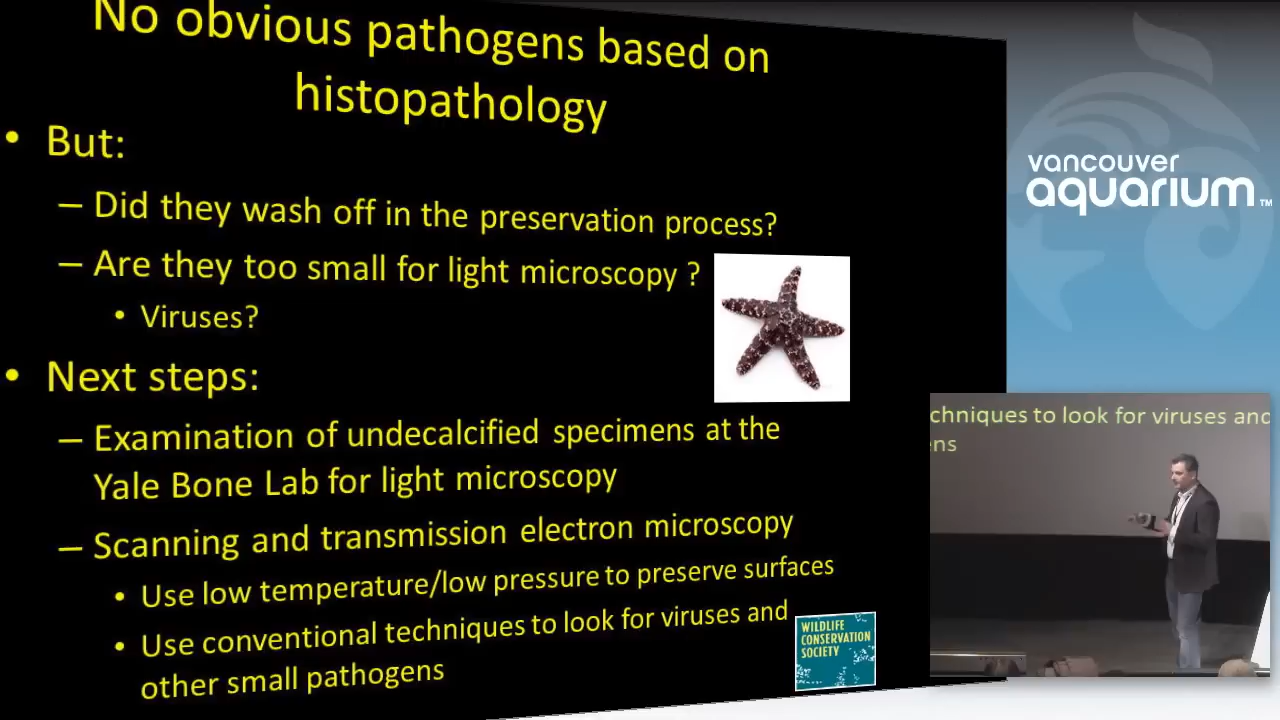 No obvious pathogens based on
histopathology
• But:
– Did they wash off in the preservation process?
– Are they too small for light microscopy ?
• Viruses?
• Next steps:
– Examination of undecalcified specimens at the
Yale Bone Lab for light microscopy
– Scanning and transmission electron microscopy
• Use low temperature/low pressure to preserve surfaces
• Use conventional techniques to look for viruses and
other small pathogens
WILDLIFE
CONSERVATION
SOCIETY
vancouver
aquarium™
chniques to look for viruses and
ens